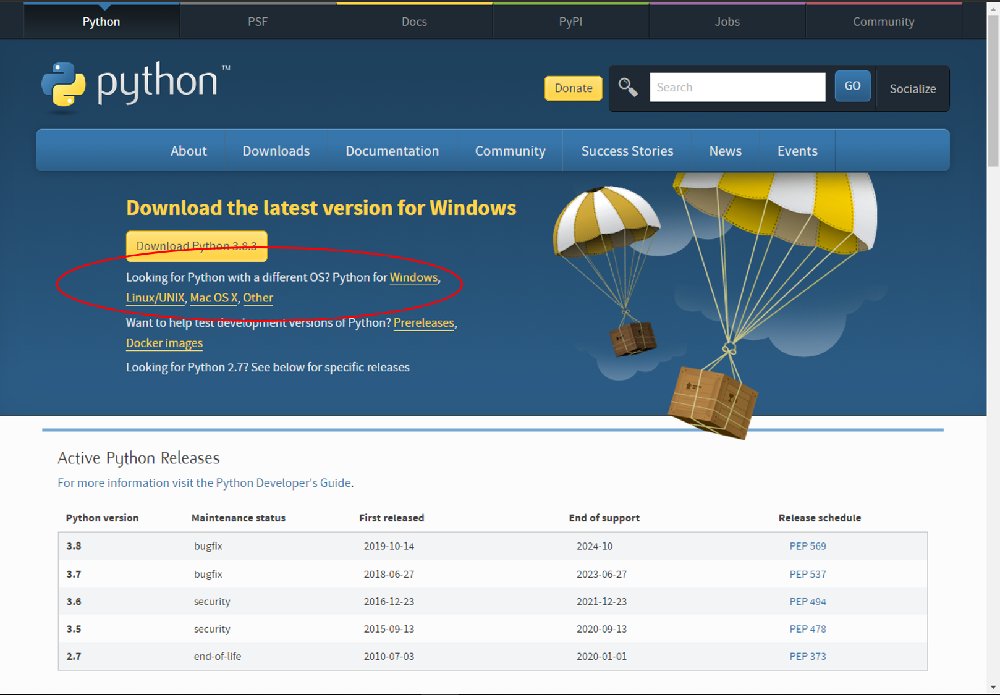 Python PSF Docs PyPI Jobs Community
python™
Donate Search GO Socialize
About Downloads Documentation Community Success Stories News Events
Download the latest version for Windows
Download Python 3.8.3
Looking for Python with a different OS? Python for Windows,
Linux/UNIX, Mac OS X, Other
Want to help test development versions of Python? Prereleases,
Docker images
Looking for Python 2.7? See below for specific releases
Active Python Releases
For more information visit the Python Developer's Guide.
Python version Maintenance status First released End of support Release schedule
3.8 bugfix 2019-10-14 2024-10 PEP 569
3.7 bugfix 2018-06-27 2023-06-27 PEP 537
3.6 security 2016-12-23 2021-12-23 PEP 494
3.5 security 2015-09-13 2020-09-13 PEP 478
2.7 end-of-life 2010-07-03 2020-01-01 PEP 373